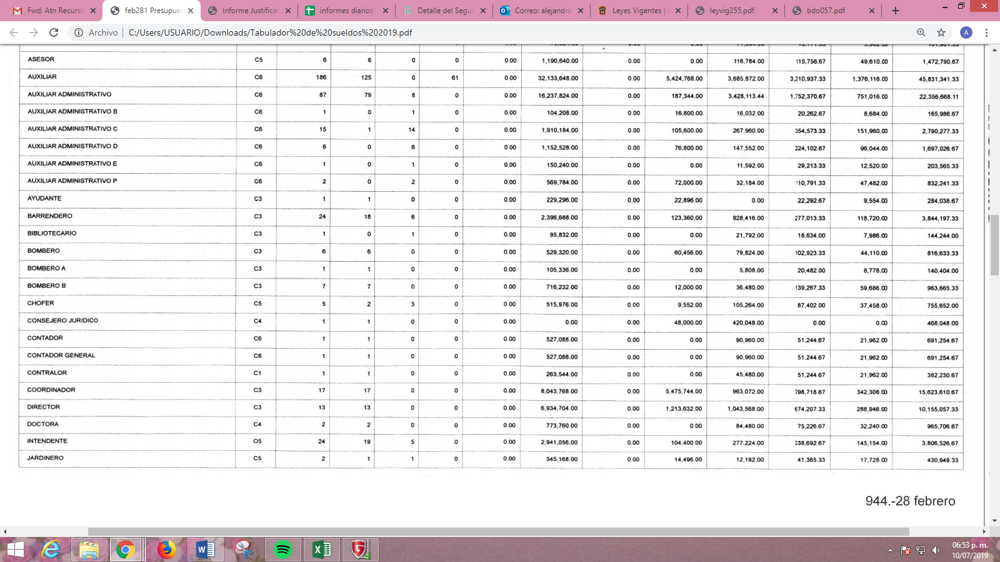 Fwd: Atn Recurso
feb281 Presupue
Informe Justificac
informes diarios
Detalle del Segui
Correo: alejandra
Leyes Vigentes |
leyvig255.pdf
bdo057.pdf
Archivo C:/Users/USUARIO/Downloads/Tabulador%20de%20sueldos%202019.pdf A
ASESOR C5 6 6 0 0 0.00 1,190,640.00 0.00 0.00 116,784.00 115,756.67 49,610.00 1,472,790.67
AUXILIAR C6 186 125 0 61 0.00 32,133,648.00 0.00 5,424,768.00 3,685,872.00 3,210,937.33 1,376,116.00 45,831,341.33
AUXILIAR ADMINISTRATIVO C6 87 79 8 0 0.00 16,237,824.00 0.00 187,344.00 3,428,113.44 1,752,370.67 751,016.00 22,356,668.11
AUXILIAR ADMINISTRATIVO B C6 1 0 1 0 0.00 104,208.00 0.00 16,800.00 16,032.00 20,262.67 8,684.00 165,986.67
AUXILIAR ADMINISTRATIVO C C6 15 1 14 0 0.00 1,910,184.00 0.00 105,600.00 267,960.00 354,573.33 151,960.00 2,790,277.33
AUXILIAR ADMINISTRATIVO D C6 6 0 6 0 0.00 1,152,528.00 0.00 76,800.00 147,552.00 224,102.67 96,044.00 1,697,026.67
AUXILIAR ADMINISTRATIVO E C6 1 0 1 0 0.00 150,240.00 0.00 0.00 11,592.00 29,213.33 12,520.00 203,565.33
AUXILIAR ADMINISTRATIVO P C6 2 0 2 0 0.00 569,784.00 0.00 72,000.00 32,184.00 110,791.33 47,482.00 832,241.33
AYUDANTE C3 1 1 0 0 0.00 229,296.00 0.00 22,896.00 0.00 22,292.67 9,554.00 284,038.67
BARRENDERO C3 24 18 6 0 0.00 2,396,688.00 0.00 123,360.00 928,416.00 277,013.33 118,720.00 3,844,197.33
BIBLIOTECARIO C3 1 0 1 0 0.00 95,832.00 0.00 0.00 21,792.00 18,634.00 7,986.00 144,244.00
BOMBERO C3 6 6 0 0 0.00 529,320.00 0.00 60,456.00 79,824.00 102,923.33 44,110.00 816,633.33
BOMBERO A C3 1 1 0 0 0.00 105,336.00 0.00 0.00 5,808.00 20,482.00 8,778.00 140,404.00
BOMBERO B C3 7 7 0 0 0.00 716,232.00 0.00 12,000.00 36,480.00 139,267.33 59,686.00 963,665.33
CHOFER C5 5 2 3 0 0.00 515,976.00 0.00 9,552.00 105,264.00 87,402.00 37,458.00 755,652.00
CONSEJERO JURIDICO C4 1 1 0 0 0.00 0.00 0.00 48,000.00 420,048.00 0.00 0.00 468,048.00
CONTADOR C6 1 1 0 0 0.00 527,088.00 0.00 0.00 90,960.00 51,244.67 21,962.00 691,254.67
CONTADOR GENERAL C6 1 1 0 0 0.00 527,088.00 0.00 0.00 90,960.00 51,244.67 21,962.00 691,254.67
CONTRALOR C1 1 1 0 0 0.00 263,544.00 0.00 0.00 45,480.00 51,244.67 21,962.00 382,230.67
COORDINADOR C3 17 17 0 0 0.00 8,043,768.00 0.00 5,475,744.00 963,072.00 798,718.67 342,308.00 15,623,610.67
DIRECTOR C3 13 13 0 0 0.00 6,934,704.00 0.00 1,213,632.00 1,043,568.00 674,207.33 288,946.00 10,155,057.33
DOCTORA C4 2 2 0 0 0.00 773,760.00 0.00 0.00 84,480.00 75,226.67 32,240.00 965,706.67
INTENDENTE O5 24 19 5 0 0.00 2,941,056.00 0.00 104,400.00 277,224.00 338,692.67 145,154.00 3,806,526.67
JARDINERO C5 2 1 1 0 0.00 345,168.00 0.00 14,496.00 12,192.00 41,365.33 17,728.00 430,949.33
944.-28 febrero
06:53 p. m.
10/07/2019